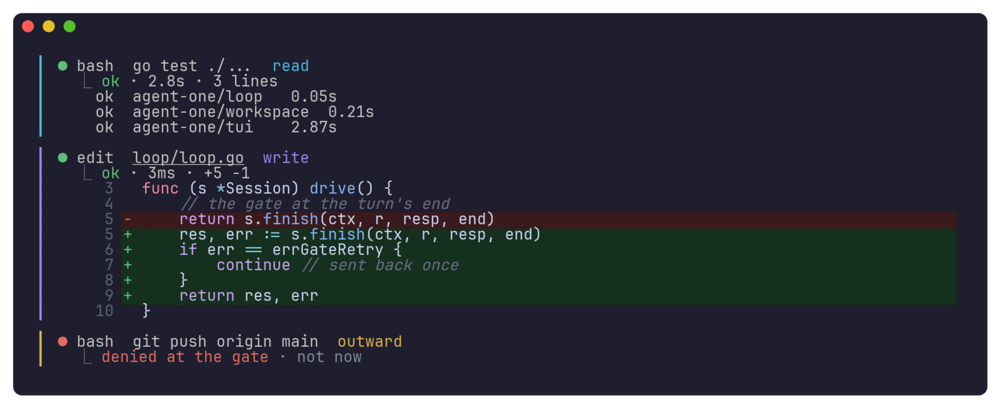 ● bash  go test ./...  read
⎿ ok · 2.8s · 3 lines
ok  agent-one/loop   0.05s
ok  agent-one/workspace  0.21s
ok  agent-one/tui    2.87s
● edit  loop/loop.go  write
⎿ ok · 3ms · +5 -1
3   func (s *Session) drive() {
4       // the gate at the turn's end
5 -     return s.finish(ctx, r, resp, end)
5 +     res, err := s.finish(ctx, r, resp, end)
6 +     if err == errGateRetry {
7 +         continue // sent back once
8 +     }
9 +     return res, err
10   }
● bash  git push origin main  outward
⎿ denied at the gate · not now